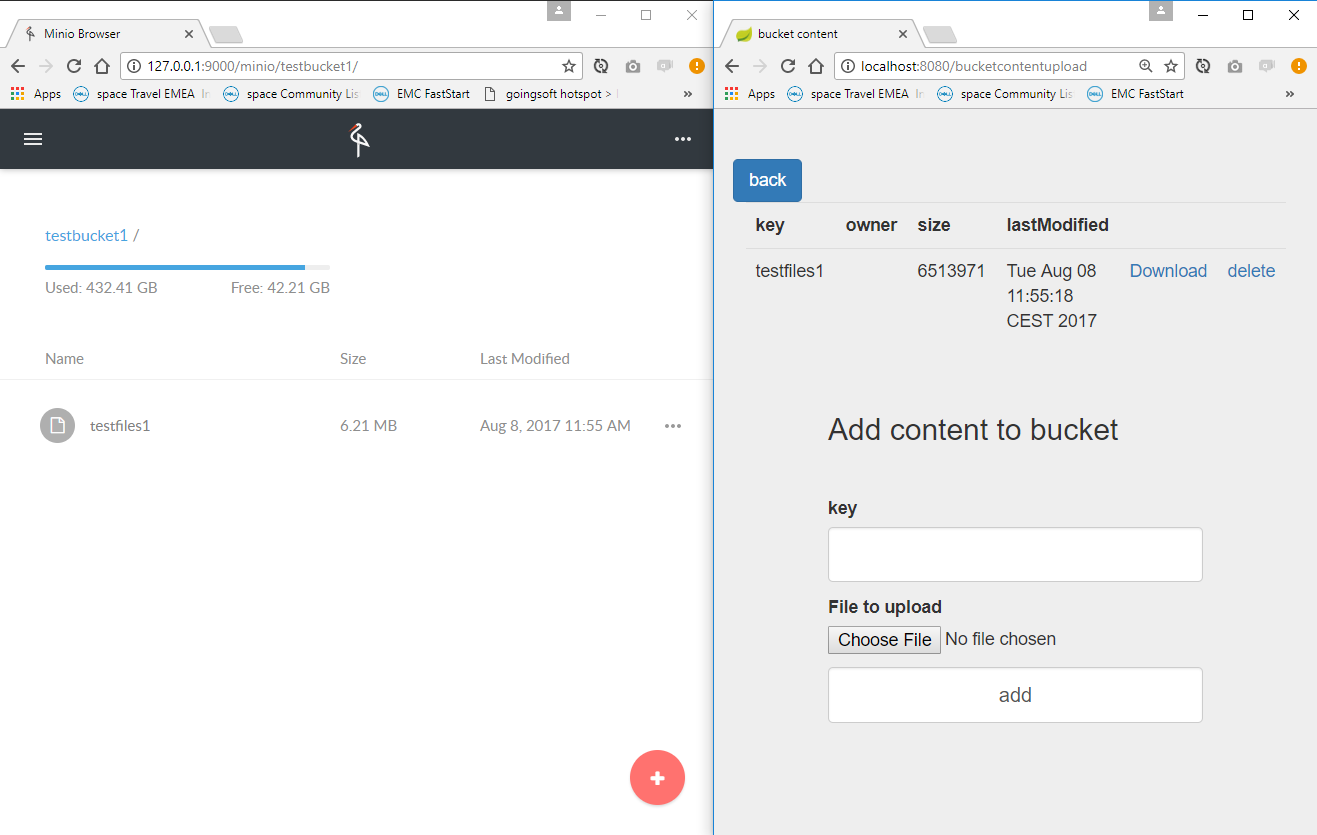 Minio Browser
127.0.0.1:9000/minio/testbucket1/
Apps space Travel EMEA space Community Lis EMC FastStart goingsoft hotspot > »
testbucket1 /
Used: 432.41 GB Free: 42.21 GB
Name Size Last Modified
testfiles1 6.21 MB Aug 8, 2017 11:55 AM
bucket content
localhost:8080/bucketcontentupload
Apps space Travel EMEA space Community Lis EMC FastStart »
back
key owner size lastModified
testfiles1 6513971 Tue Aug 08 Download delete
11:55:18
CEST 2017
Add content to bucket
key
File to upload
Choose File No file chosen
add